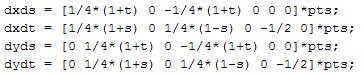 dxds = [1/4*(1+t) 0 -1/4*(1+t) 0 0 0]*pts;
dxdt = [1/4*(1+s) 0 1/4*(1-s) 0 -1/2 0]*pts;
dyds = [0 1/4*(1+t) 0 -1/4*(1+t) 0 0]*pts;
dydt = [0 1/4*(1+s) 0 1/4*(1-s) 0 -1/2]*pts;